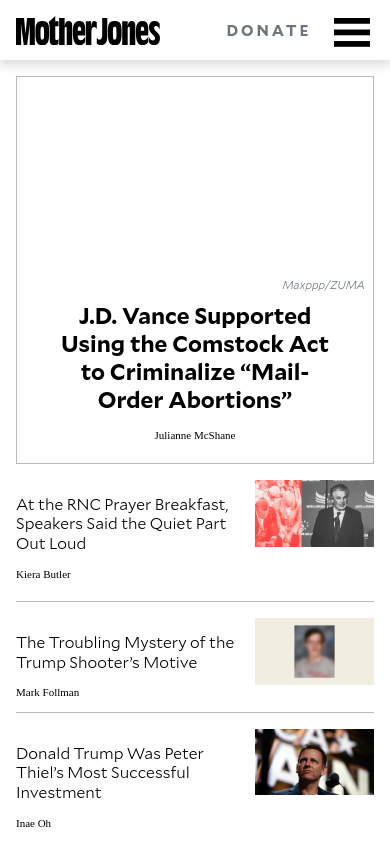 Mother Jones
DONATE
Maxppp/ZUMA
J.D. Vance Supported
Using the Comstock Act
to Criminalize “Mail-
Order Abortions”
Julianne McShane
At the RNC Prayer Breakfast,
Speakers Said the Quiet Part
Out Loud
Kiera Butler
The Troubling Mystery of the
Trump Shooter’s Motive
Mark Follman
Donald Trump Was Peter
Thiel’s Most Successful
Investment
Inae Oh